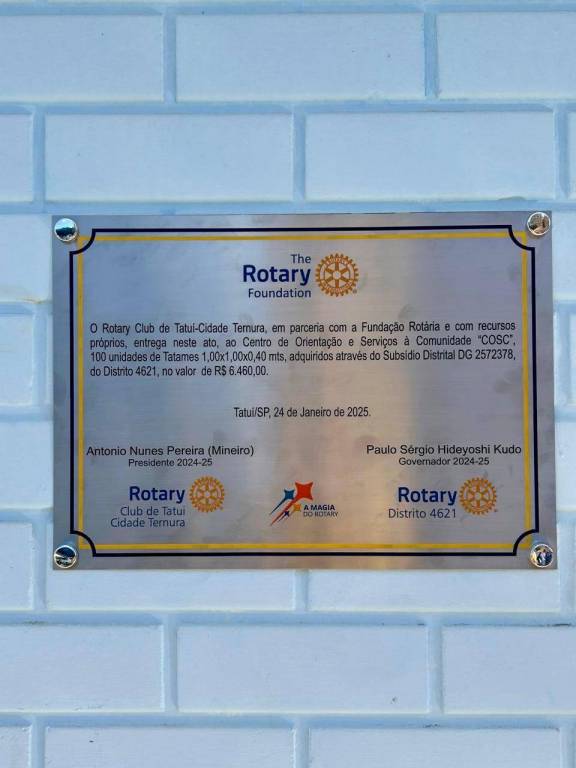 The
Rotary
Foundation
O Rotary Club de Tatuí-Cidade Ternura, em parceria com a Fundação Rotária e com recursos
próprios, entrega neste ato, ao Centro de Orientação e Serviços à Comunidade "COSC",
100 unidades de Tatames 1,00x1,00x0,40 mts, adquiridos através do Subsídio Distrital DG 2572378,
do Distrito 4621, no valor de R$ 6.460,00.
Tatuí/SP, 24 de Janeiro de 2025.
Antonio Nunes Pereira (Mineiro)
Presidente 2024-25
Paulo Sérgio Hideyoshi Kudo
Governador 2024-25
Rotary
Club de Tatuí
Cidade Ternura
A MAGIA
DO ROTARY
Rotary
Distrito 4621